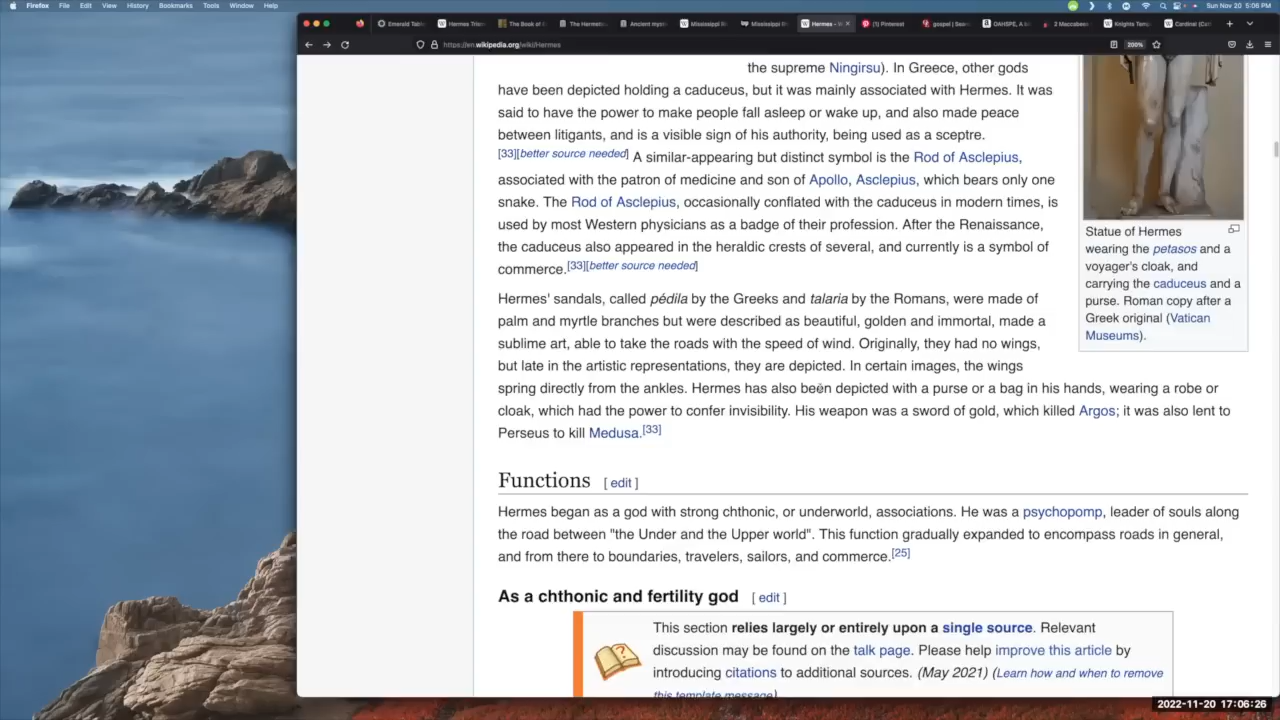 Firefox File Edit View History Bookmarks Tools Window Help Sun Nov 20 5:06 PM
Emerald Tabl Hermes Trism The Book of The Hermeti Ancient myst Mississippi Ri Mississippi Ri Hermes - W (1) Pinterest gospel | Sear OAHSPE, A 2 Maccabees Knights Temp Cardinal (Cat
https://en.wikipedia.org/wiki/Hermes 200%
the supreme Ningirsu). In Greece, other gods
have been depicted holding a caduceus, but it was mainly associated with Hermes. It was
said to have the power to make people fall asleep or wake up, and also made peace
between litigants, and is a visible sign of his authority, being used as a sceptre.
[33][better source needed] A similar-appearing but distinct symbol is the Rod of Asclepius,
associated with the patron of medicine and son of Apollo, Asclepius, which bears only one
snake. The Rod of Asclepius, occasionally conflated with the caduceus in modern times, is
used by most Western physicians as a badge of their profession. After the Renaissance,
the caduceus also appeared in the heraldic crests of several, and currently is a symbol of
commerce.[33][better source needed]
Statue of Hermes
wearing the petasos and a
voyager's cloak, and
carrying the caduceus and a
purse. Roman copy after a
Greek original (Vatican
Museums).
Hermes' sandals, called pédila by the Greeks and talaria by the Romans, were made of
palm and myrtle branches but were described as beautiful, golden and immortal, made a
sublime art, able to take the roads with the speed of wind. Originally, they had no wings,
but late in the artistic representations, they are depicted. In certain images, the wings
spring directly from the ankles. Hermes has also been depicted with a purse or a bag in his hands, wearing a robe or
cloak, which had the power to confer invisibility. His weapon was a sword of gold, which killed Argos; it was also lent to
Perseus to kill Medusa.[33]
Functions [ edit ]
Hermes began as a god with strong chthonic, or underworld, associations. He was a psychopomp, leader of souls along
the road between "the Under and the Upper world". This function gradually expanded to encompass roads in general,
and from there to boundaries, travelers, sailors, and commerce.[25]
As a chthonic and fertility god [ edit ]
This section relies largely or entirely upon a single source. Relevant
discussion may be found on the talk page. Please help improve this article by
introducing citations to additional sources. (May 2021) (Learn how and when to remove
this template message)
2022-11-20 17:06:26